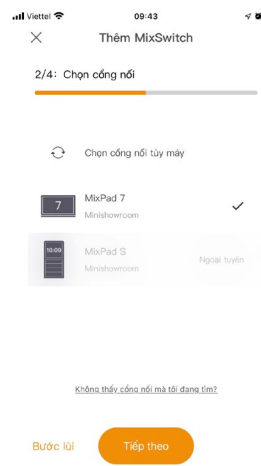 Viettel
09:43
Thêm MixSwitch
2/4: Chọn cổng nối
Chọn cổng nối tùy máy
7
MixPad 7
Minishowroom
10:09
MixPad S
Minishowroom
Ngoại tuyến
Không thấy cổng nối mà tôi đang tìm?
Bước lùi
Tiếp theo